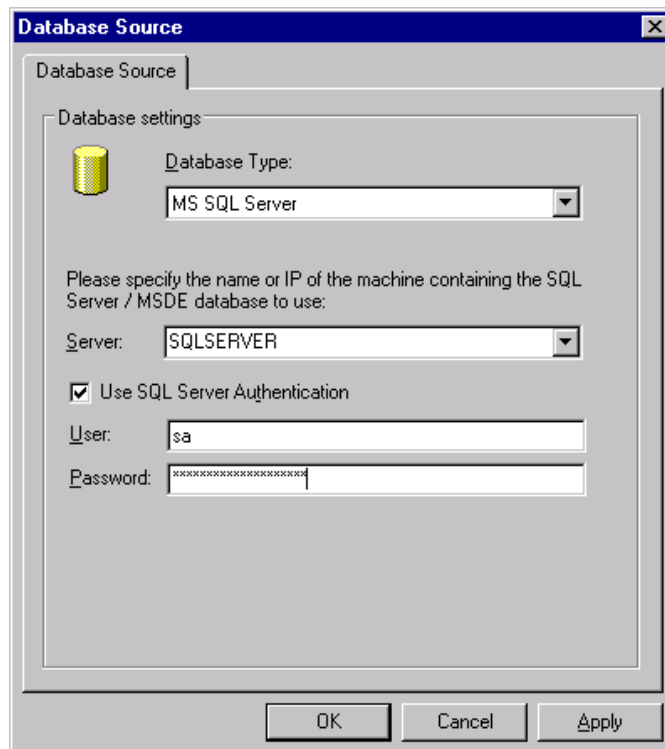 Database Source
Database Source
Database settings
Database Type:
MS SQL Server
Please specify the name or IP of the machine containing the SQL
Server / MSDE database to use:
Server: SQLSERVER
Use SQL Server Authentication
User: sa
Password: ********************
OK Cancel Apply